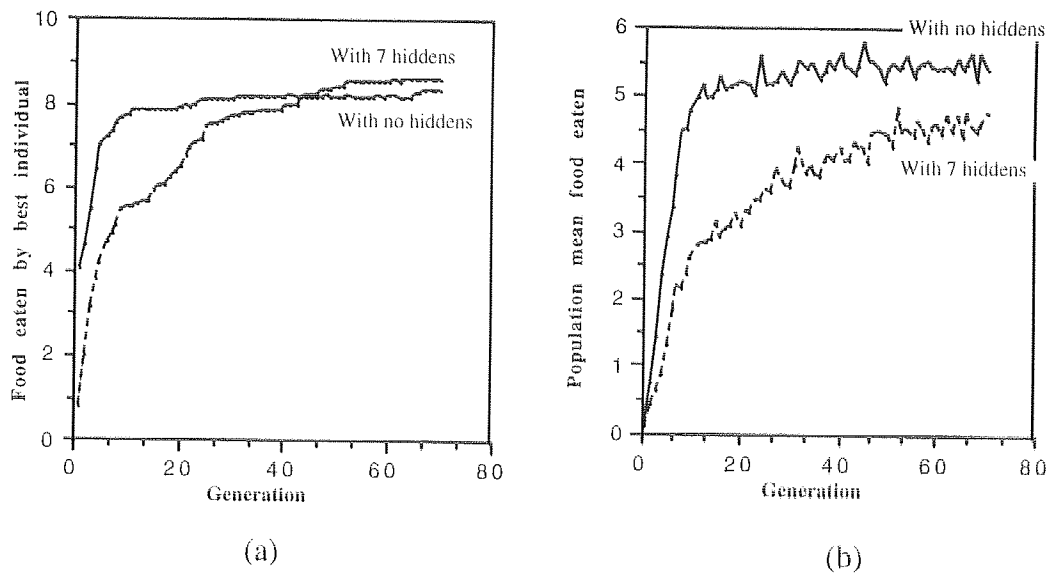 10
8
6
4
2
0
Food eaten by best individual
With 7 hiddens
With no hiddens
0 20 40 60 80
Generation
(a)
6
5
4
3
2
1
0
Population mean food eaten
With no hiddens
With 7 hiddens
0 20 40 60 80
Generation
(b)